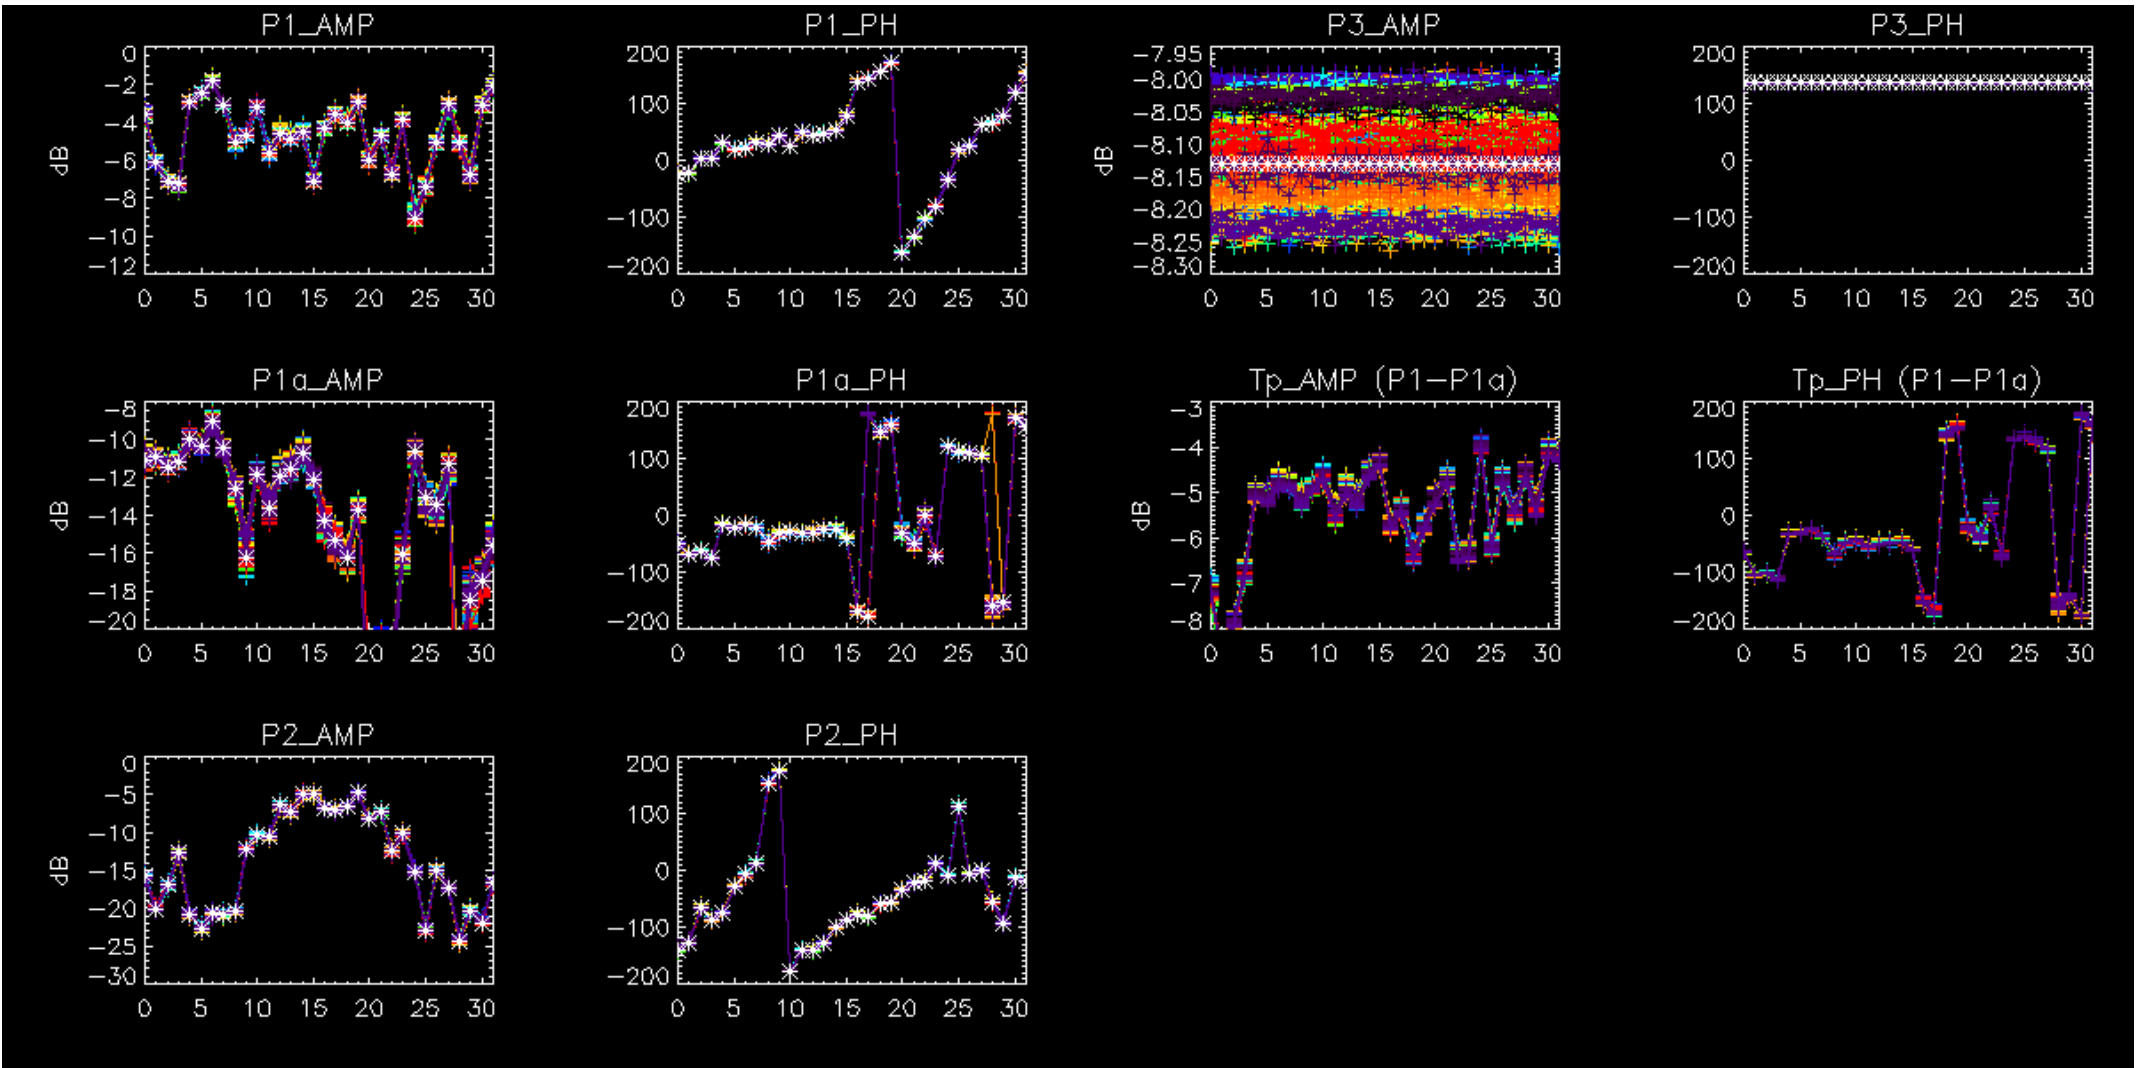 P1_AMP P1_PH P3_AMP P3_PH
0 200 -7.95 200
-2 100 -8.00 100
-4 0 -8.05 0
-6 -100 -8.10 -100
-8 -200 -8.15 -200
-10 -8.20
-12 -8.25
-8.30
dB dB
0 5 10 15 20 25 30 0 5 10 15 20 25 30 0 5 10 15 20 25 30 0 5 10 15 20 25 30
P1a_AMP P1a_PH Tp_AMP (P1-P1a) Tp_PH (P1-P1a)
-8 200 -3 200
-10 100 -4 100
-12 0 -5 0
-14 -100 -6 -100
-16 -200 -7 -200
-18 -8
-20
dB dB
0 5 10 15 20 25 30 0 5 10 15 20 25 30 0 5 10 15 20 25 30 0 5 10 15 20 25 30
P2_AMP P2_PH
0 200
-5 100
-10 0
-15 -100
-20 -200
-25
-30
dB
0 5 10 15 20 25 30 0 5 10 15 20 25 30